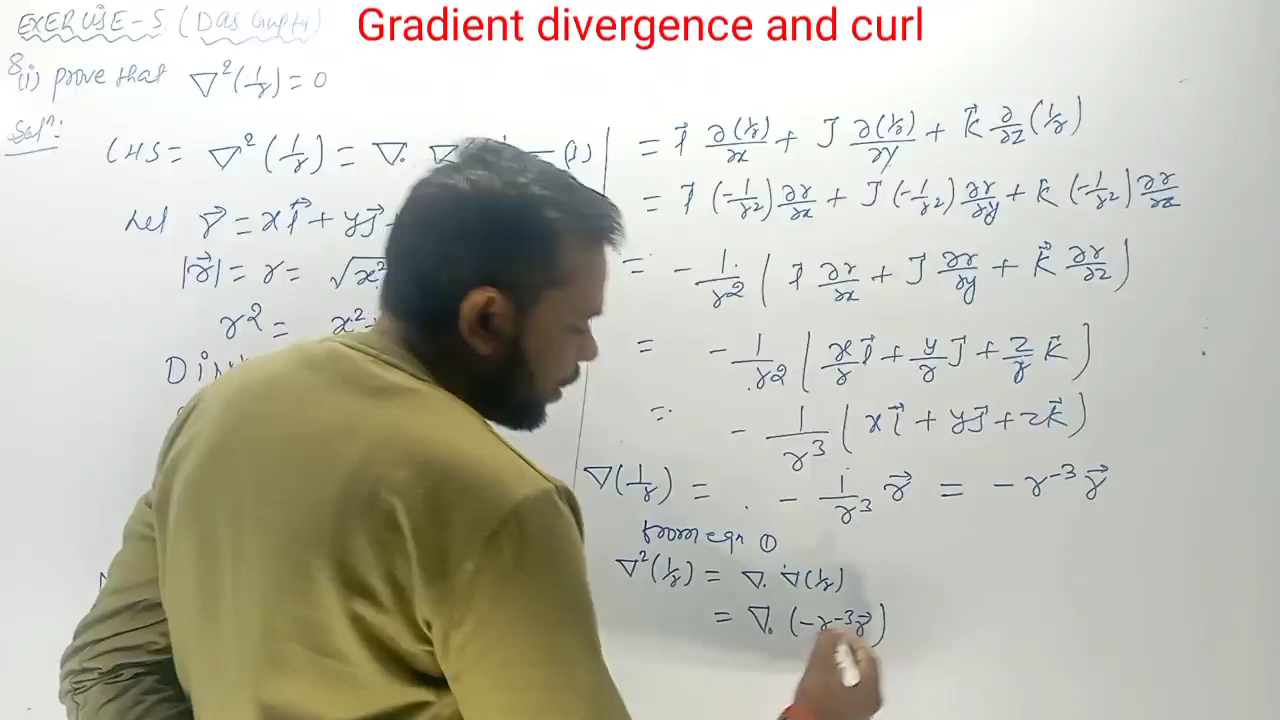 Gradient divergence and curl
EXERCISE-5 (Das Gupta)
8(i) prove that ∇²(1/r) = 0
Solⁿ:
LHS = ∇²(1/r) = ∇. ∇ — (1)
Let r⃗ = xi⃗ + yj⃗ +
|r⃗| = r = √x²
r² = x²
= i⃗ ∂(1/r)/∂x + j⃗ ∂(1/r)/∂y + k⃗ ∂/∂z (1/r)
= i⃗ (-1/r²) ∂r/∂x + j⃗ (-1/r²) ∂r/∂y + k⃗ (-1/r²) ∂r/∂z
= -1/r² ( i⃗ ∂r/∂x + j⃗ ∂r/∂y + k⃗ ∂r/∂z )
= -1/r² ( x/r i⃗ + y/r j⃗ + z/r k⃗ )
= -1/r³ ( xi⃗ + yj⃗ + zk⃗ )
∇(1/r) = -1/r³ r⃗ = -r⁻³ r⃗
from eqn ①
∇²(1/r) = ∇. ∇(1/r)
= ∇. (-r⁻³r⃗)